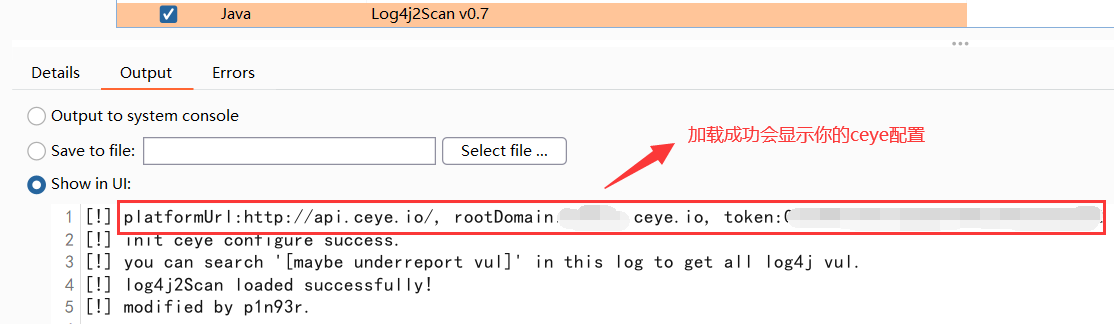 Java Log4j2Scan v0.7
Details Output Errors
Output to system console
Save to file: Select file ...
加载成功会显示你的ceye配置
Show in UI:
1 [!] platformUrl:http://api.ceye.io/, rootDomain: ceye.io, token:
2 [!] init ceye configure success.
3 [!] you can search '[maybe underreport vul]' in this log to get all log4j vul.
4 [!] log4j2Scan loaded successfully!
5 [!] modified by p1n93r.